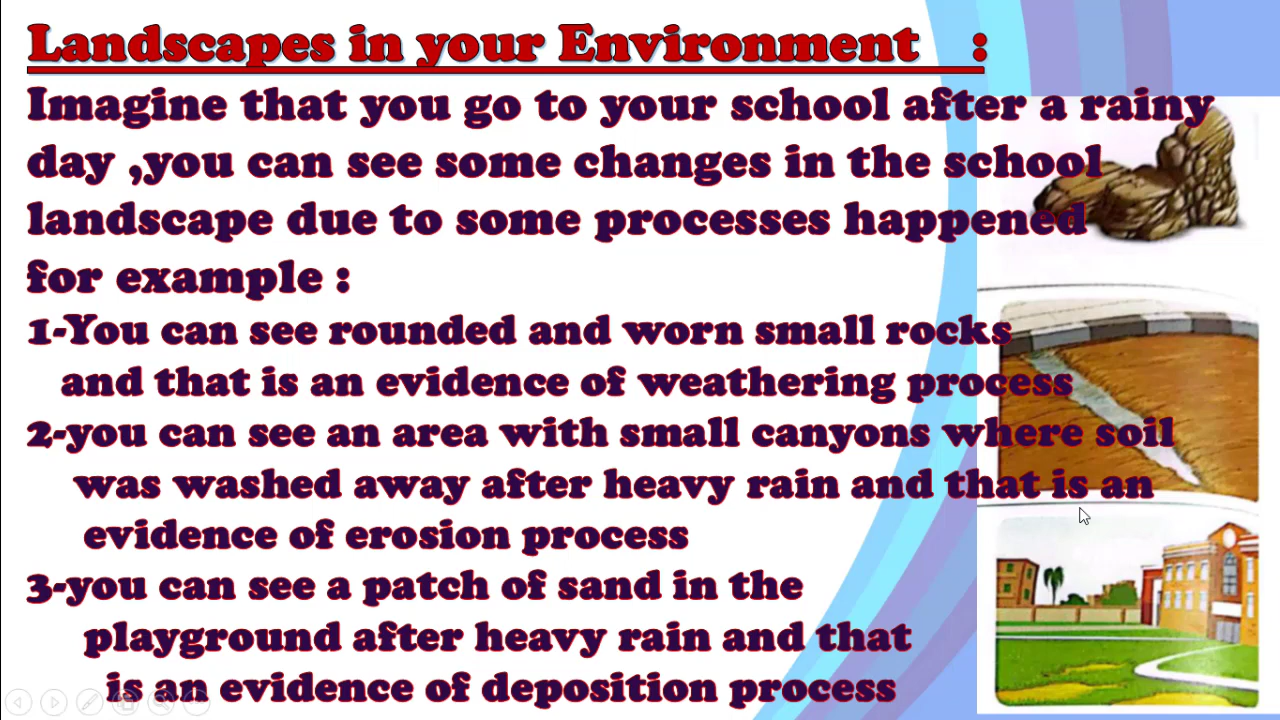 Landscapes in your Environment :
Imagine that you go to your school after a rainy
day ,you can see some changes in the school
landscape due to some processes happened
for example :
1-You can see rounded and worn small rocks
and that is an evidence of weathering process
2-you can see an area with small canyons where soil
was washed away after heavy rain and that is an
evidence of erosion process
3-you can see a patch of sand in the
playground after heavy rain and that
is an evidence of deposition process